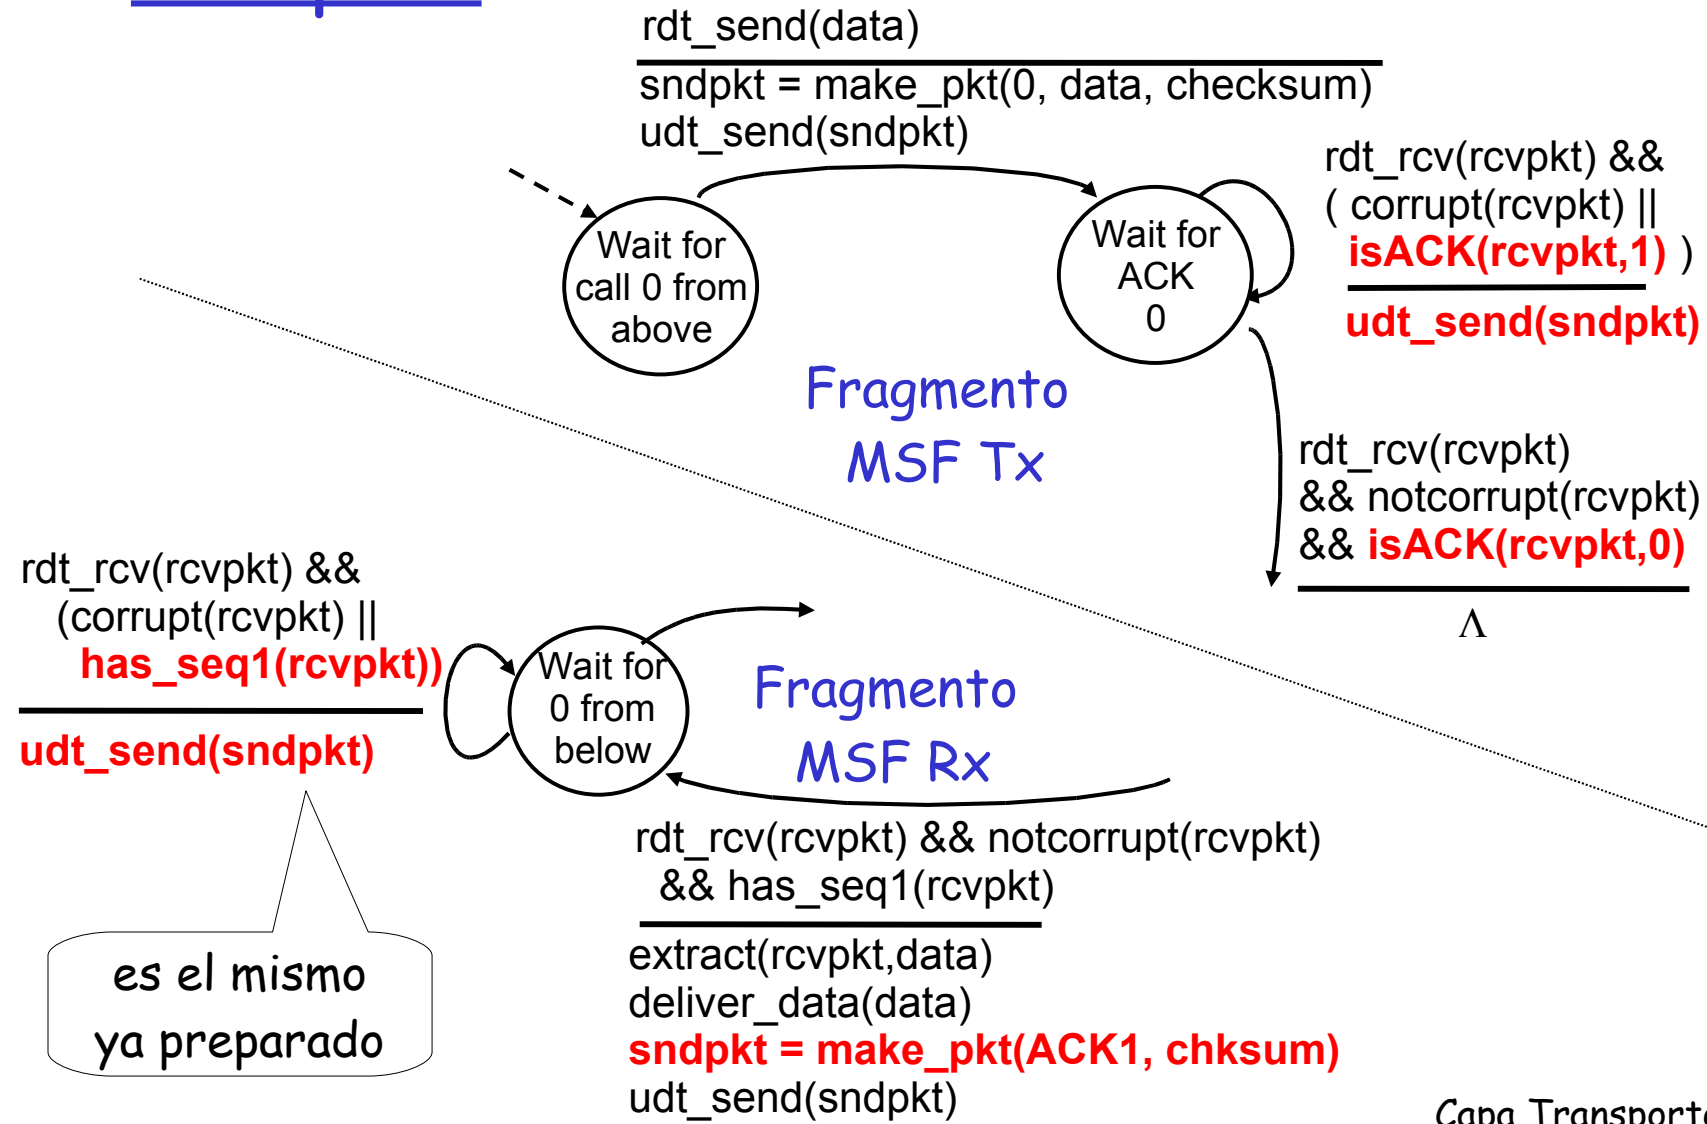 rdt_send(data)
sndpkt = make_pkt(0, data, checksum)
udt_send(sndpkt)
Wait for
call 0 from
above
Wait for
ACK
0
rdt_rcv(rcvpkt) &&
( corrupt(rcvpkt) ||
isACK(rcvpkt,1) )
udt_send(sndpkt)
Fragmento
MSF Tx
rdt_rcv(rcvpkt)
&& notcorrupt(rcvpkt)
&& isACK(rcvpkt,0)
Λ
rdt_rcv(rcvpkt) &&
(corrupt(rcvpkt) ||
has_seq1(rcvpkt))
udt_send(sndpkt)
Wait for
0 from
below
Fragmento
MSF Rx
rdt_rcv(rcvpkt) && notcorrupt(rcvpkt)
&& has_seq1(rcvpkt)
extract(rcvpkt,data)
deliver_data(data)
sndpkt = make_pkt(ACK1, chksum)
udt_send(sndpkt)
es el mismo
ya preparado
Capa Transporte